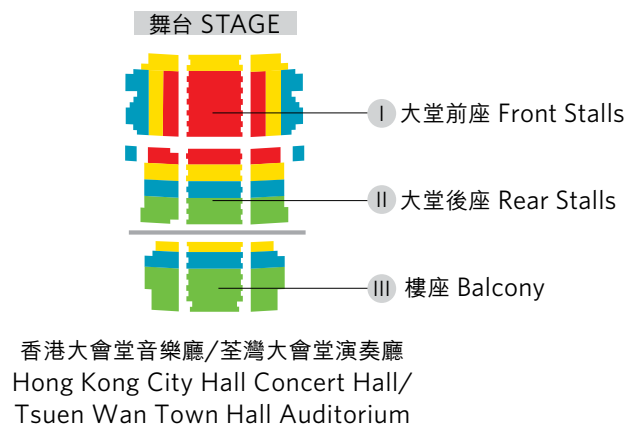 舞台 STAGE
I 大堂前座 Front Stalls
II 大堂後座 Rear Stalls
III 樓座 Balcony
香港大會堂音樂廳/荃灣大會堂演奏廳
Hong Kong City Hall Concert Hall/
Tsuen Wan Town Hall Auditorium